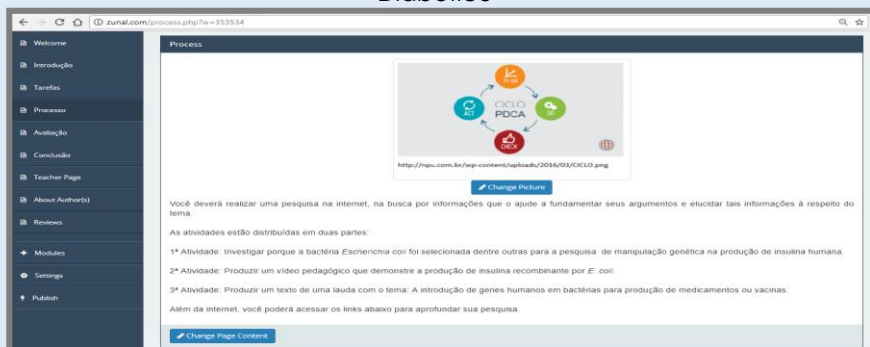 zunal.com/process.php?w=353534
Welcome
Introdução
Tarefas
Processo
Avaliação
Conclusão
Teacher Page
About Author(s)
Reviews
Modules
Settings
Publish
Process
PLAN
DO
CHECK
ACT
CICLO
PDCA
http://npu.com.br/wp-content/uploads/2016/03/CICLO.png
Change Picture
Você deverá realizar uma pesquisa na internet, na busca por informações que o ajude a fundamentar seus argumentos e elucidar tais informações à respeito do
tema.
As atividades estão distribuídas em duas partes:
1ª Atividade: Investigar porque a bactéria Escherichia coli foi selecionada dentre outras para a pesquisa de manipulação genética na produção de insulina humana.
2ª Atividade: Produzir um vídeo pedagógico que demonstre a produção de insulina recombinante por E. coli.
3ª Atividade: Produzir um texto de uma lauda com o tema: A introdução de genes humanos em bactérias para produção de medicamentos ou vacinas.
Além da internet, você poderá acessar os links abaixo para aprofundar sua pesquisa.
Change Page Content